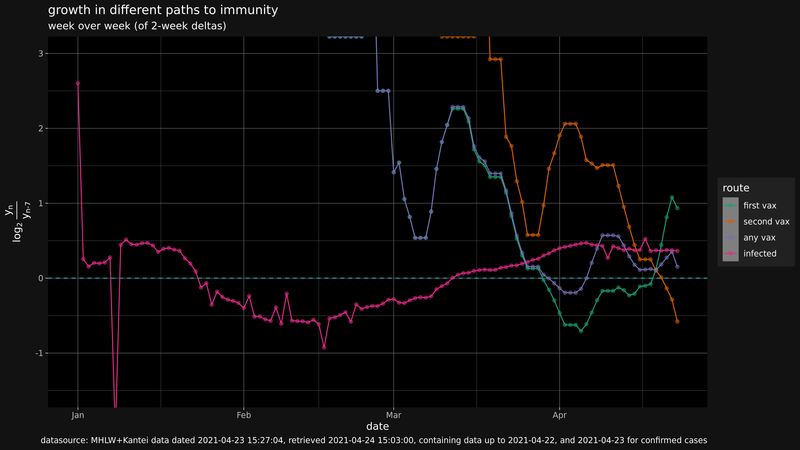 growth in different paths to immunity
week over week (of 2-week deltas)
3
2
1
0
-1
log₂ yₙ / yₙ₋₇
Jan
Feb
Mar
Apr
date
route
first vax
second vax
any vax
infected
datasource: MHLW+Kantei data dated 2021-04-23 15:27:04, retrieved 2021-04-24 15:03:00, containing data up to 2021-04-22, and 2021-04-23 for confirmed cases